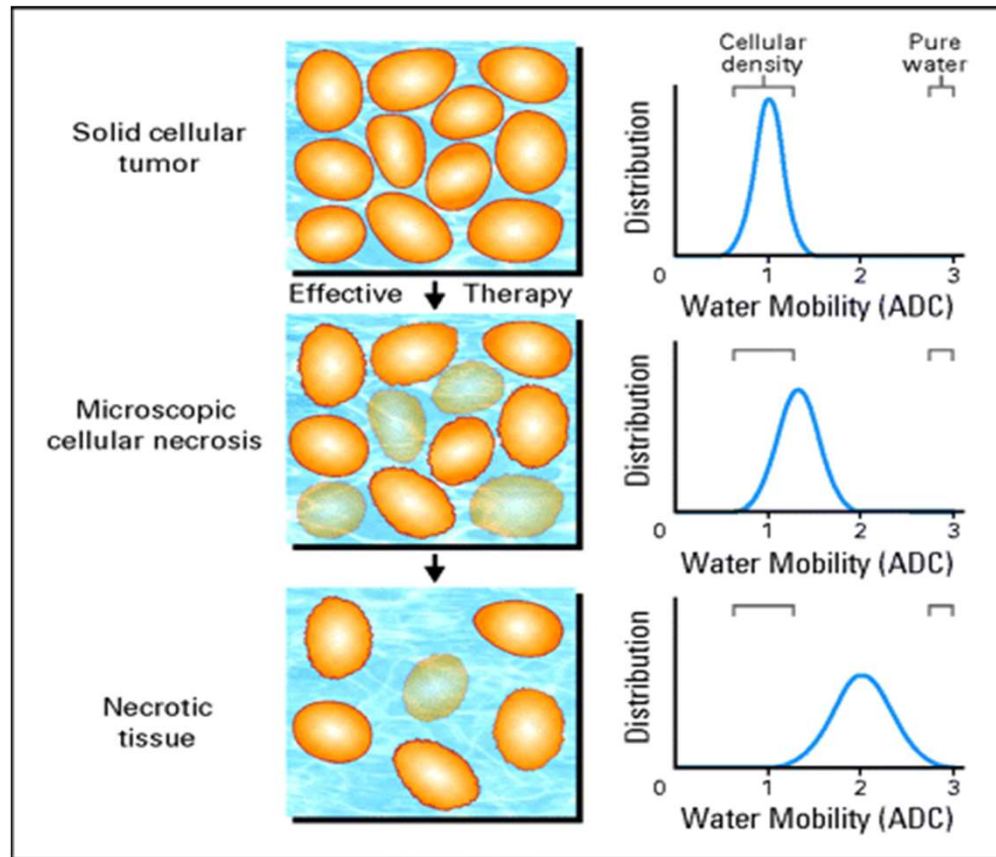 Solid cellular
tumor
Cellular
density
Pure
water
Distribution
0 1 2 3
Water Mobility (ADC)
Effective Therapy
Microscopic
cellular necrosis
Distribution
0 1 2 3
Water Mobility (ADC)
Necrotic
tissue
Distribution
0 1 2 3
Water Mobility (ADC)